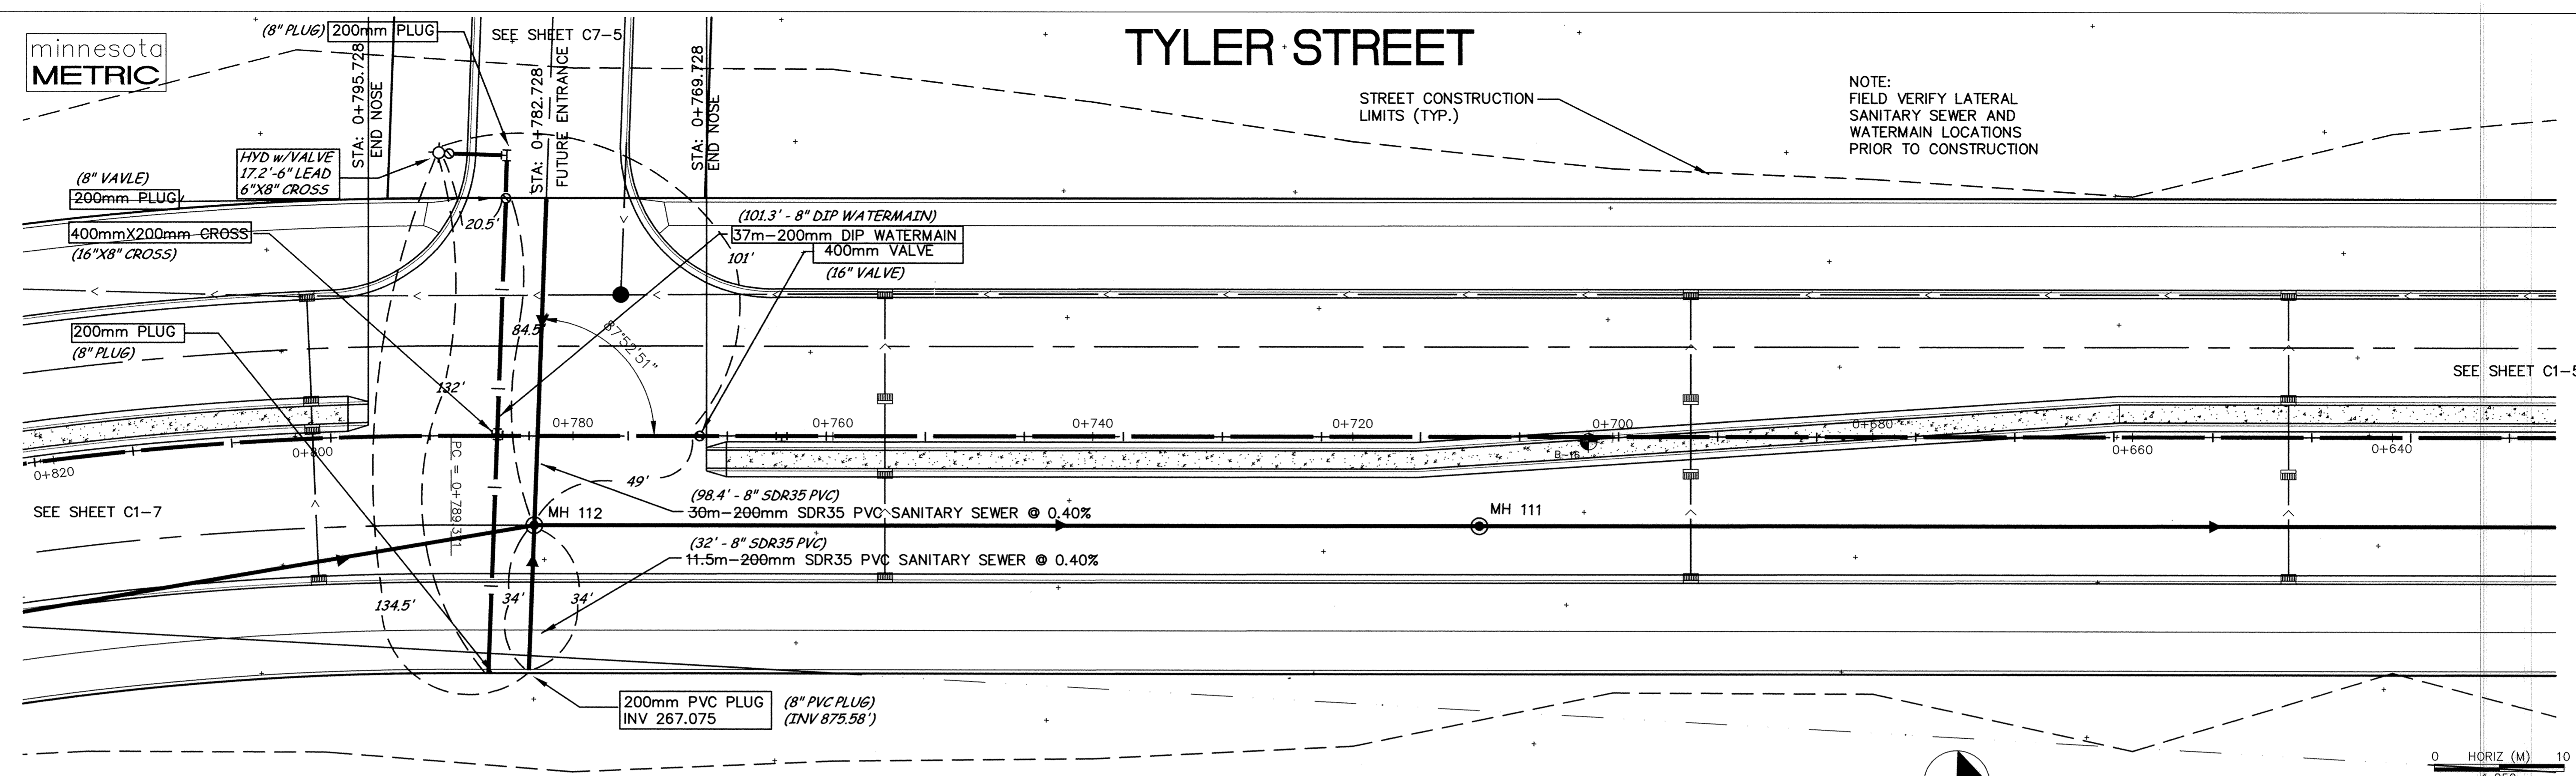 minnesota
METRIC
TYLER STREET
(8" PLUG)
200mm PLUG
SEE SHEET C7-5
STA: 0+795.728
END NOSE
STA: 0+782.728
FUTURE ENTRANCE
STA: 0+769.728
END NOSE
STREET CONSTRUCTION
LIMITS (TYP.)
NOTE:
FIELD VERIFY LATERAL
SANITARY SEWER AND
WATERMAIN LOCATIONS
PRIOR TO CONSTRUCTION
HYD w/VALVE
17.2'-6" LEAD
6"X8" CROSS
(8" VAVLE)
200mm PLUG
400mmX200mm CROSS
(16"X8" CROSS)
20.5'
(101.3' - 8" DIP WATERMAIN)
37m-200mm DIP WATERMAIN
400mm VALVE
(16" VALVE)
101'
200mm PLUG
(8" PLUG)
84.5'
87°52'51"
132'
SEE SHEET C1-5
0+820
0+800
0+780
0+760
0+740
0+720
0+700
0+680
0+660
0+640
B-16
PC = 0+789.371
49'
SEE SHEET C1-7
MH 112
(98.4' - 8" SDR35 PVC)
30m-200mm SDR35 PVC SANITARY SEWER @ 0.40%
MH 111
(32' - 8" SDR35 PVC)
11.5m-200mm SDR35 PVC SANITARY SEWER @ 0.40%
134.5'
34'
34'
200mm PVC PLUG
INV 267.075
(8" PVC PLUG)
(INV 875.58')
0 HORIZ (M) 10